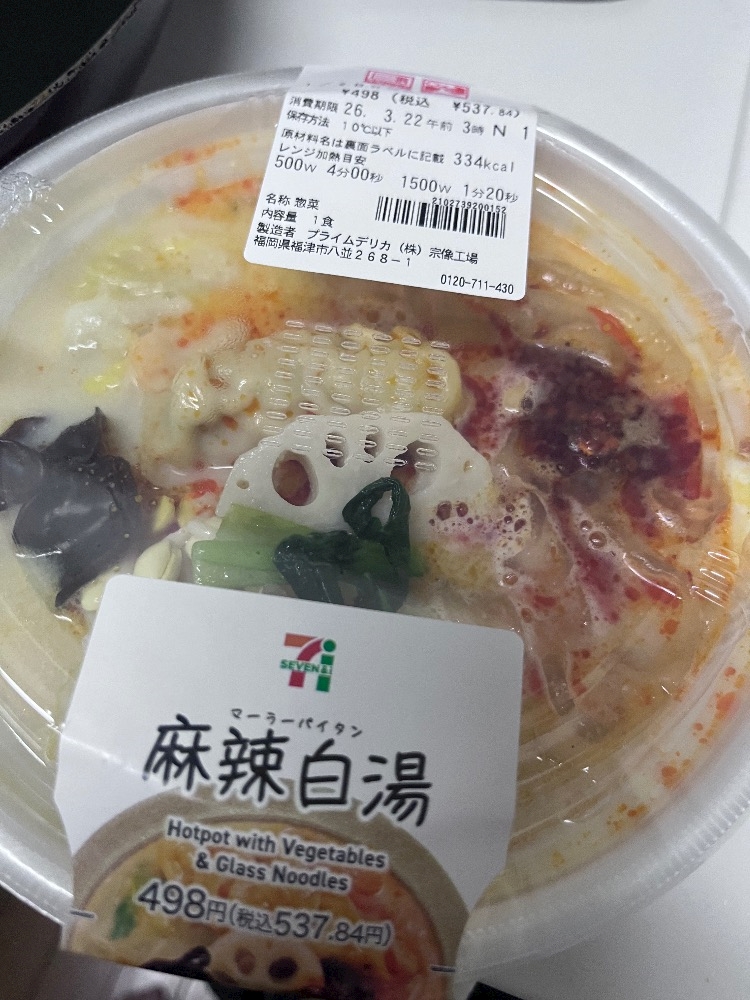 ¥498 (税込 ¥537.84)
消費期限 26. 3. 22午前 3時 N 1
保存方法 10℃以下
原材料名は裏面ラベルに記載 334kcal
レンジ加熱目安
500W 4分00秒 1500W 1分20秒
2102739200152
名称 惣菜
内容量 1食
製造者 プライムデリカ(株)宗像工場
福岡県福津市八並268-1
0120-711-430
SEVEN&i
マーラーパイタン
麻辣白湯
Hotpot with Vegetables
& Glass Noodles
498円(税込537.84円)